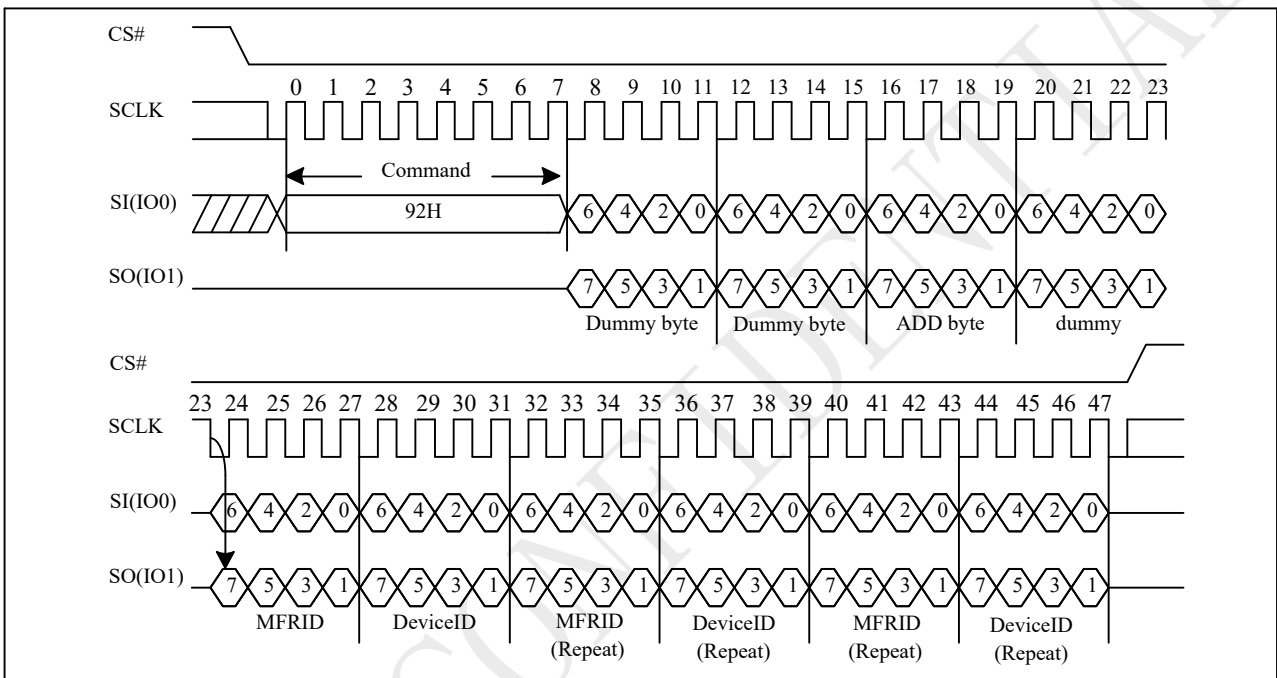 CS#
0 1 2 3 4 5 6 7 8 9 10 11 12 13 14 15 16 17 18 19 20 21 22 23
SCLK
Command
SI(IO0)
92H
6 4 2 0 6 4 2 0 6 4 2 0 6 4 2 0
SO(IO1)
7 5 3 1 7 5 3 1 7 5 3 1 7 5 3 1
Dummy byte Dummy byte ADD byte dummy
CS#
23 24 25 26 27 28 29 30 31 32 33 34 35 36 37 38 39 40 41 42 43 44 45 46 47
SCLK
SI(IO0)
6 4 2 0 6 4 2 0 6 4 2 0 6 4 2 0 6 4 2 0 6 4 2 0
SO(IO1)
7 5 3 1 7 5 3 1 7 5 3 1 7 5 3 1 7 5 3 1 7 5 3 1
MFRID DeviceID MFRID DeviceID MFRID DeviceID
(Repeat) (Repeat) (Repeat) (Repeat)
CONFIDENTIAL